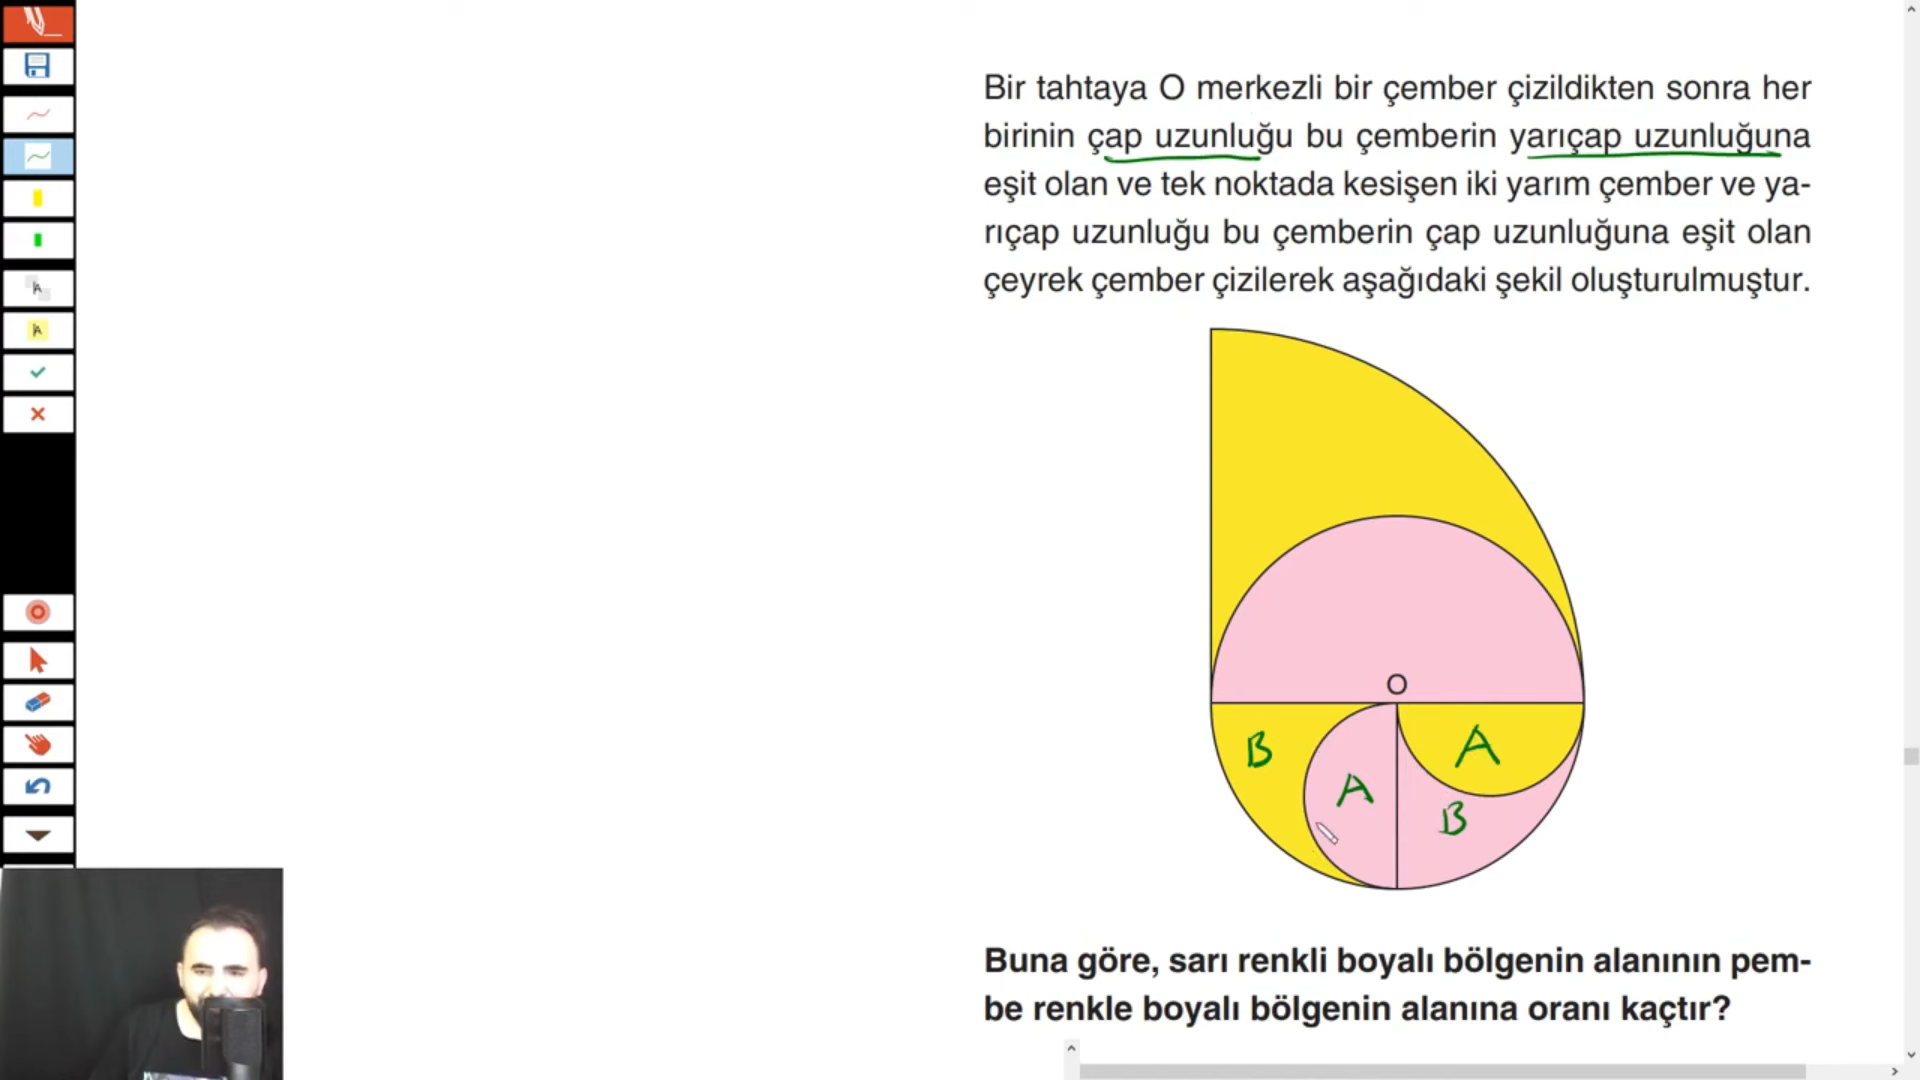 Bir tahtaya O merkezli bir çember çizildikten sonra her
birinin çap uzunluğu bu çemberin yarıçap uzunluğuna
eşit olan ve tek noktada kesişen iki yarım çember ve ya-
rıçap uzunluğu bu çemberin çap uzunluğuna eşit olan
çeyrek çember çizilerek aşağıdaki şekil oluşturulmuştur.
A
A
O
B
A
A
B
Buna göre, sarı renkli boyalı bölgenin alanının pem-
be renkle boyalı bölgenin alanına oranı kaçtır?